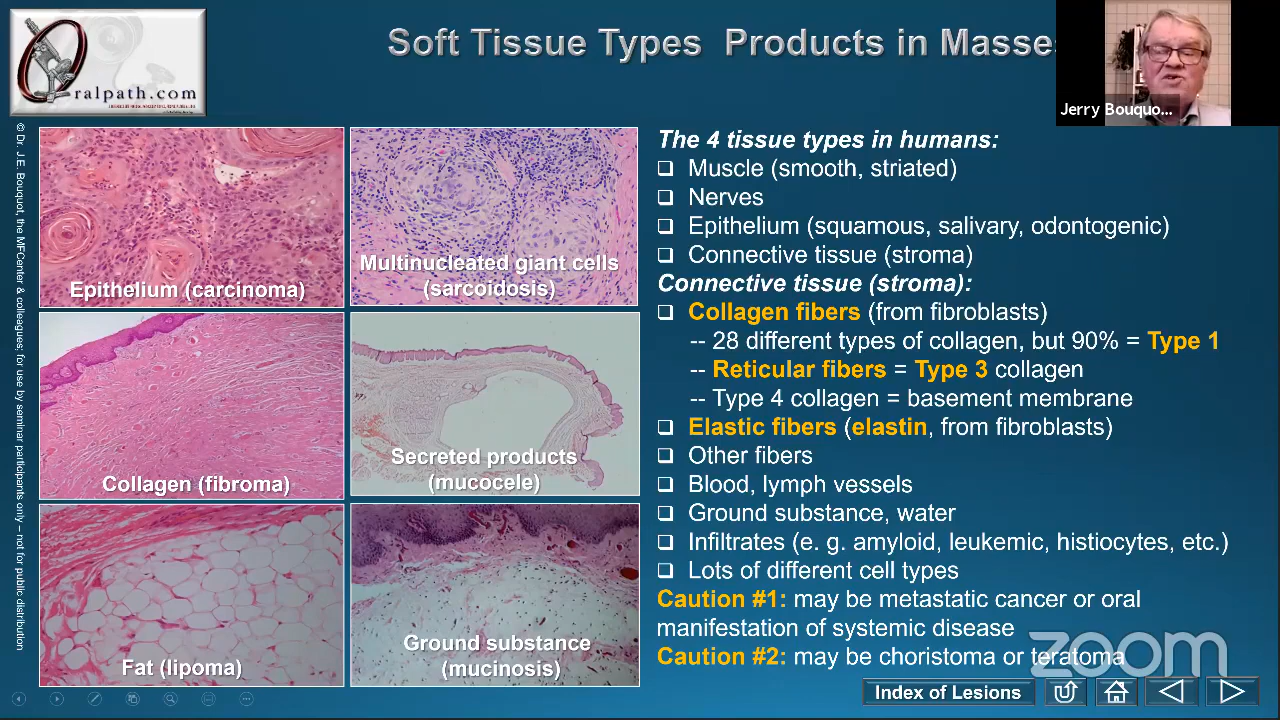 Soft Tissue Types Products in Masse
Oralpath.com
Jerry Bouquo...
© Dr. J.E. Bouquot, the MFCenter & colleagues; for use by seminar participants only – not for public distribution
Epithelium (carcinoma)
Multinucleated giant cells
(sarcoidosis)
Collagen (fibroma)
Secreted products
(mucocele)
Fat (lipoma)
Ground substance
(mucinosis)
The 4 tissue types in humans:
❑ Muscle (smooth, striated)
❑ Nerves
❑ Epithelium (squamous, salivary, odontogenic)
❑ Connective tissue (stroma)
Connective tissue (stroma):
❑ Collagen fibers (from fibroblasts)
-- 28 different types of collagen, but 90% = Type 1
-- Reticular fibers = Type 3 collagen
-- Type 4 collagen = basement membrane
❑ Elastic fibers (elastin, from fibroblasts)
❑ Other fibers
❑ Blood, lymph vessels
❑ Ground substance, water
❑ Infiltrates (e. g. amyloid, leukemic, histiocytes, etc.)
❑ Lots of different cell types
Caution #1: may be metastatic cancer or oral
manifestation of systemic disease
Caution #2: may be choristoma or teratoma
zoom
Index of Lesions